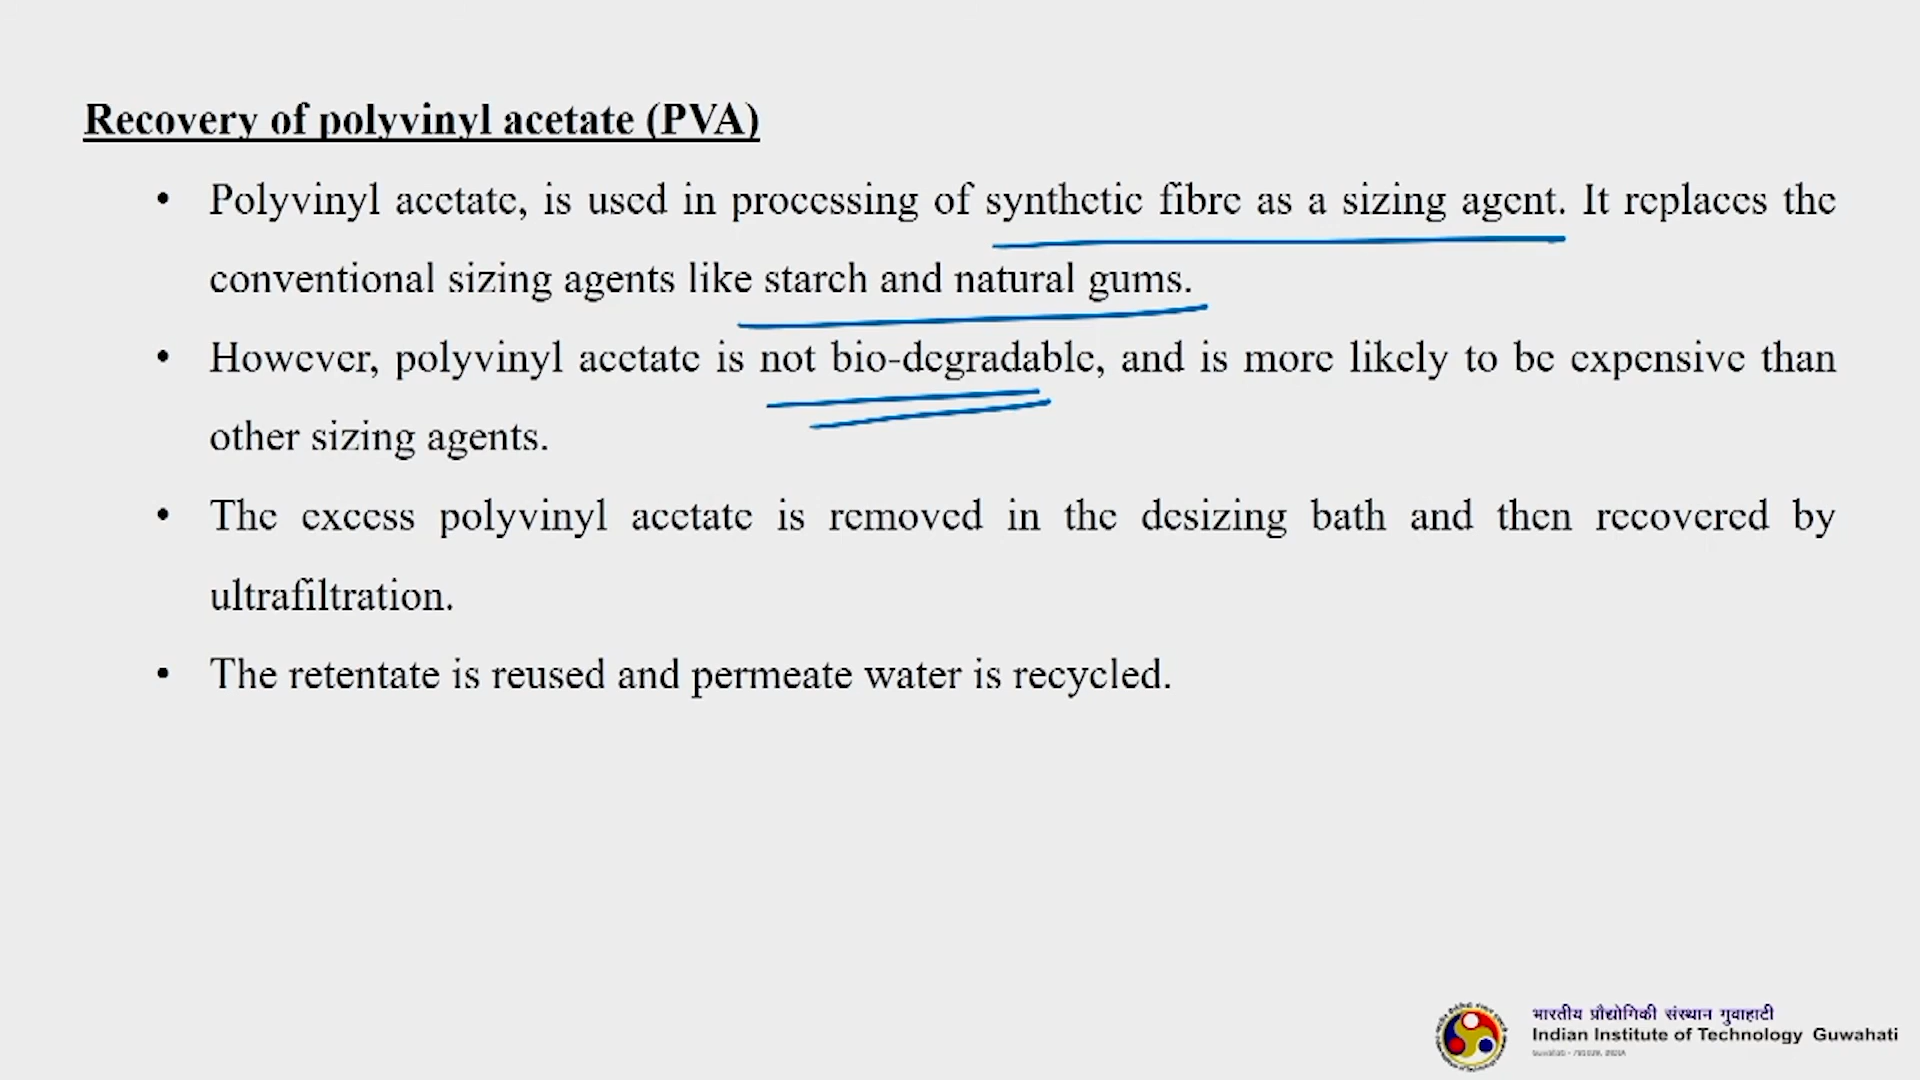 Recovery of polyvinyl acetate (PVA)
• Polyvinyl acetate, is used in processing of synthetic fibre as a sizing agent. It replaces the
conventional sizing agents like starch and natural gums.
• However, polyvinyl acetate is not bio-degradable, and is more likely to be expensive than
other sizing agents.
• The excess polyvinyl acetate is removed in the desizing bath and then recovered by
ultrafiltration.
• The retentate is reused and permeate water is recycled.
भारतीय प्रौद्योगिकी संस्थान गुवाहाटी
Indian Institute of Technology Guwahati